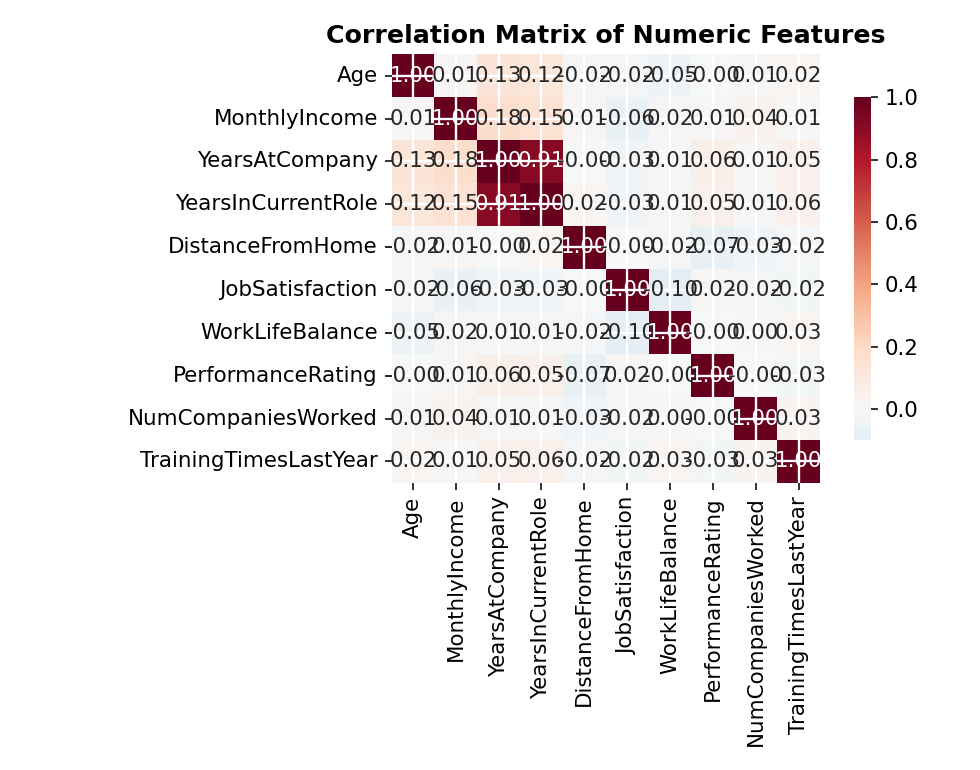 Correlation Matrix of Numeric Features
Age 1.00 0.01 0.13 0.12 -0.02 -0.02 -0.05 -0.00 0.01 0.02
MonthlyIncome 0.01 1.00 0.18 0.15 0.01 -0.06 0.02 0.01 0.04 0.01
YearsAtCompany 0.13 0.18 1.00 0.91 -0.00 -0.03 0.01 0.06 0.01 0.05
YearsInCurrentRole 0.12 0.15 0.91 1.00 0.02 -0.03 0.01 0.05 0.01 0.06
DistanceFromHome -0.02 0.01 -0.00 0.02 1.00 -0.00 -0.02 -0.07 -0.03 -0.02
JobSatisfaction -0.02 -0.06 -0.03 -0.03 -0.00 1.00 -0.10 0.02 -0.02 -0.02
WorkLifeBalance -0.05 0.02 0.01 0.01 -0.02 -0.10 1.00 -0.00 0.00 0.03
PerformanceRating -0.00 0.01 0.06 0.05 -0.07 0.02 -0.00 1.00 -0.00 -0.03
NumCompaniesWorked 0.01 0.04 0.01 0.01 -0.03 -0.02 0.00 -0.00 1.00 0.03
TrainingTimesLastYear 0.02 0.01 0.05 0.06 -0.02 -0.02 0.03 -0.03 0.03 1.00
Age
MonthlyIncome
YearsAtCompany
YearsInCurrentRole
DistanceFromHome
JobSatisfaction
WorkLifeBalance
PerformanceRating
NumCompaniesWorked
TrainingTimesLastYear
1.0
0.8
0.6
0.4
0.2
0.0